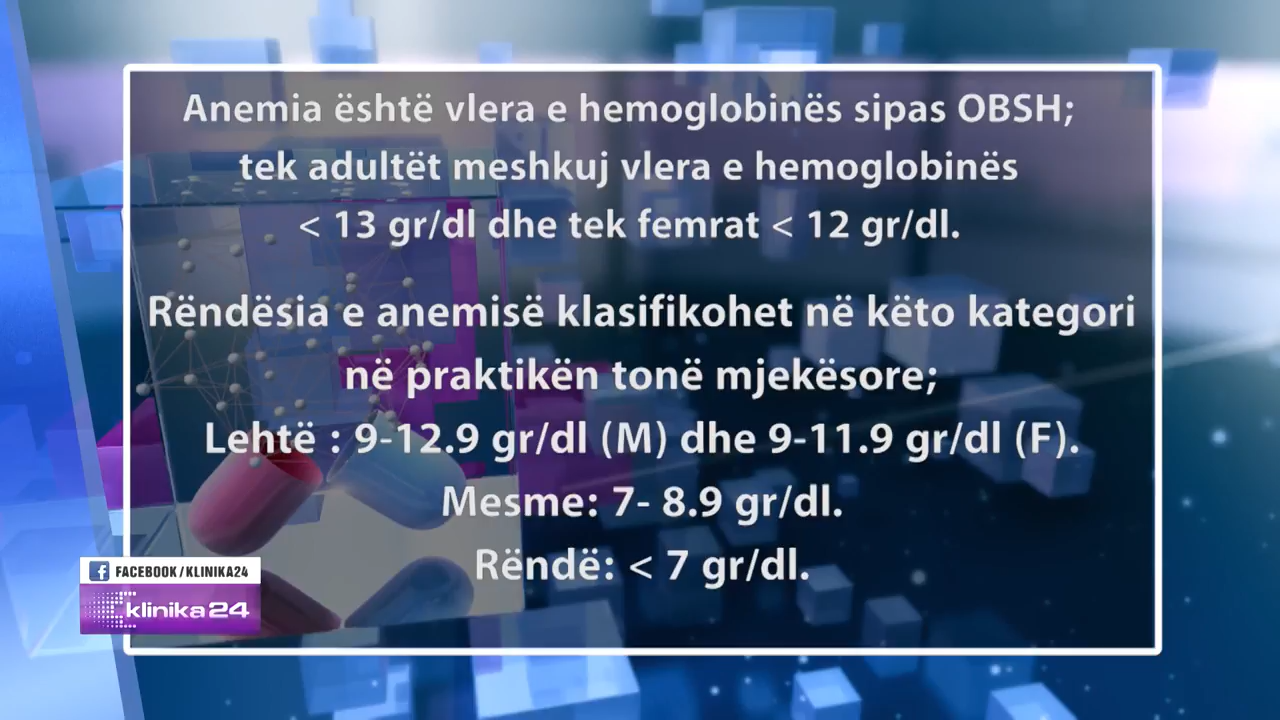 Anemia është vlera e hemoglobinës sipas OBSH;
tek adultët meshkuj vlera e hemoglobinës
< 13 gr/dl dhe tek femrat < 12 gr/dl.
Rëndësia e anemisë klasifikohet në këto kategori
në praktikën tonë mjekësore;
Lehtë : 9-12.9 gr/dl (M) dhe 9-11.9 gr/dl (F).
Mesme: 7- 8.9 gr/dl.
Rëndë: < 7 gr/dl.
FACEBOOK/KLINIKA24
klinika 24